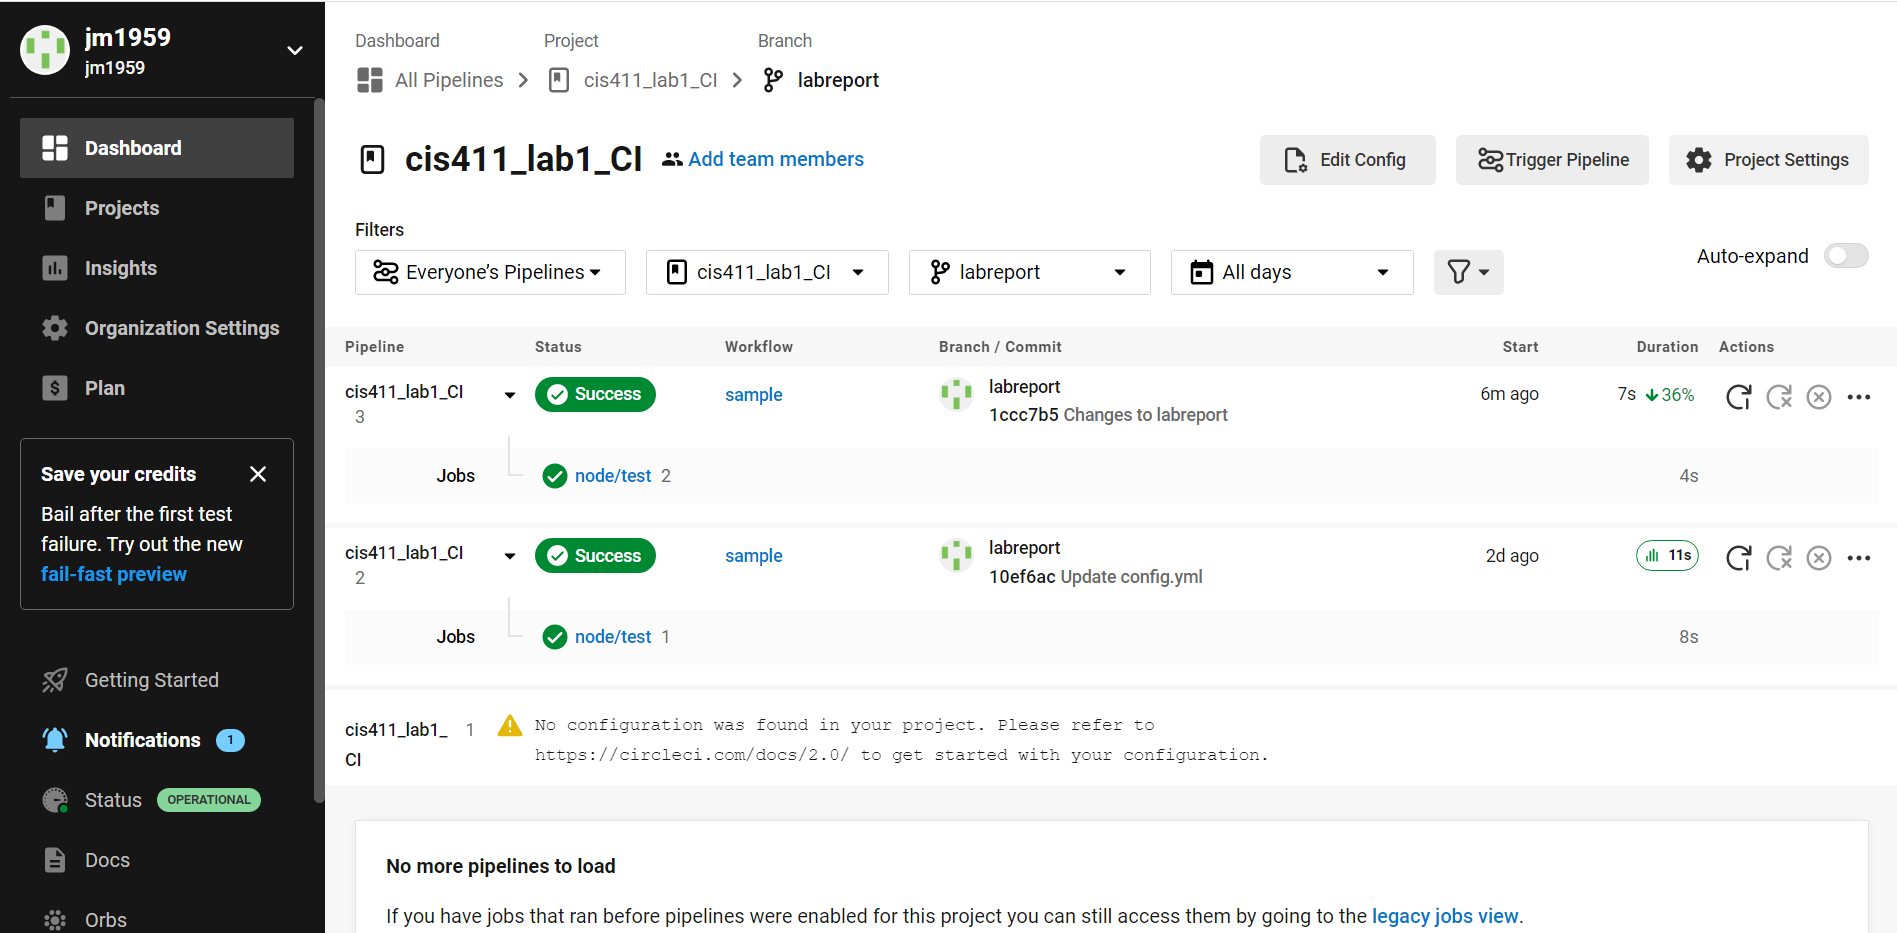 jm1959
jm1959
Dashboard
Projects
Insights
Organization Settings
Plan
Save your credits
Bail after the first test
failure. Try out the new
fail-fast preview
Getting Started
Notifications 1
Status OPERATIONAL
Docs
Orbs
Dashboard Project Branch
All Pipelines cis411_lab1_CI labreport
cis411_lab1_CI Add team members
Edit Config Trigger Pipeline Project Settings
Filters
Everyone’s Pipelines cis411_lab1_CI labreport All days
Auto-expand
Pipeline Status Workflow Branch / Commit Start Duration Actions
cis411_lab1_CI Success sample labreport 6m ago 7s 36%
3 1ccc7b5 Changes to labreport
Jobs node/test 2 4s
cis411_lab1_CI Success sample labreport 2d ago 11s
2 10ef6ac Update config.yml
Jobs node/test 1 8s
cis411_lab1_ 1 No configuration was found in your project. Please refer to
CI https://circleci.com/docs/2.0/ to get started with your configuration.
No more pipelines to load
If you have jobs that ran before pipelines were enabled for this project you can still access them by going to the legacy jobs view.